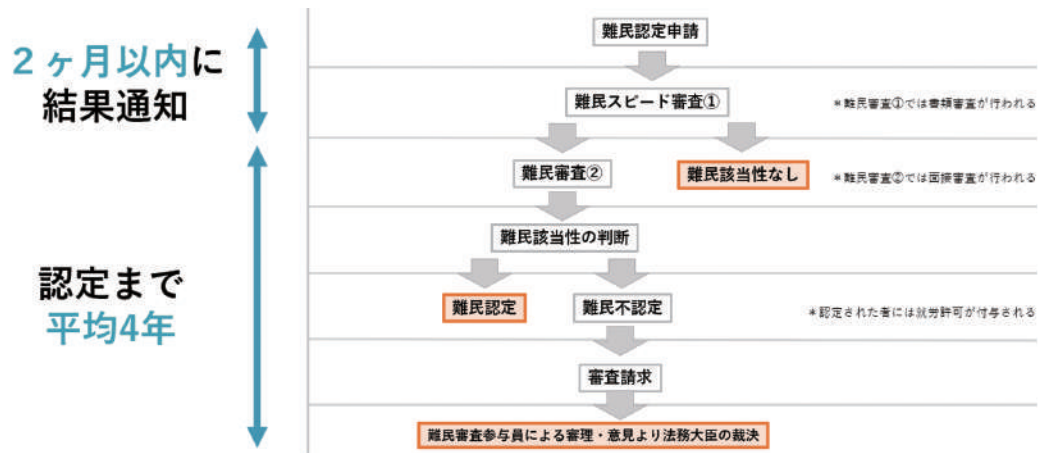 難民認定申請
2ヶ月以内に
結果通知
難民スピード審査①
*難民審査①では書類審査が行われる
難民審査②
難民該当性なし
*難民審査②では面接審査が行われる
難民該当性の判断
認定まで
平均4年
難民認定
難民不認定
*認定された者には就労許可が付与される
審査請求
難民審査参与員による審理・意見より法務大臣の裁決